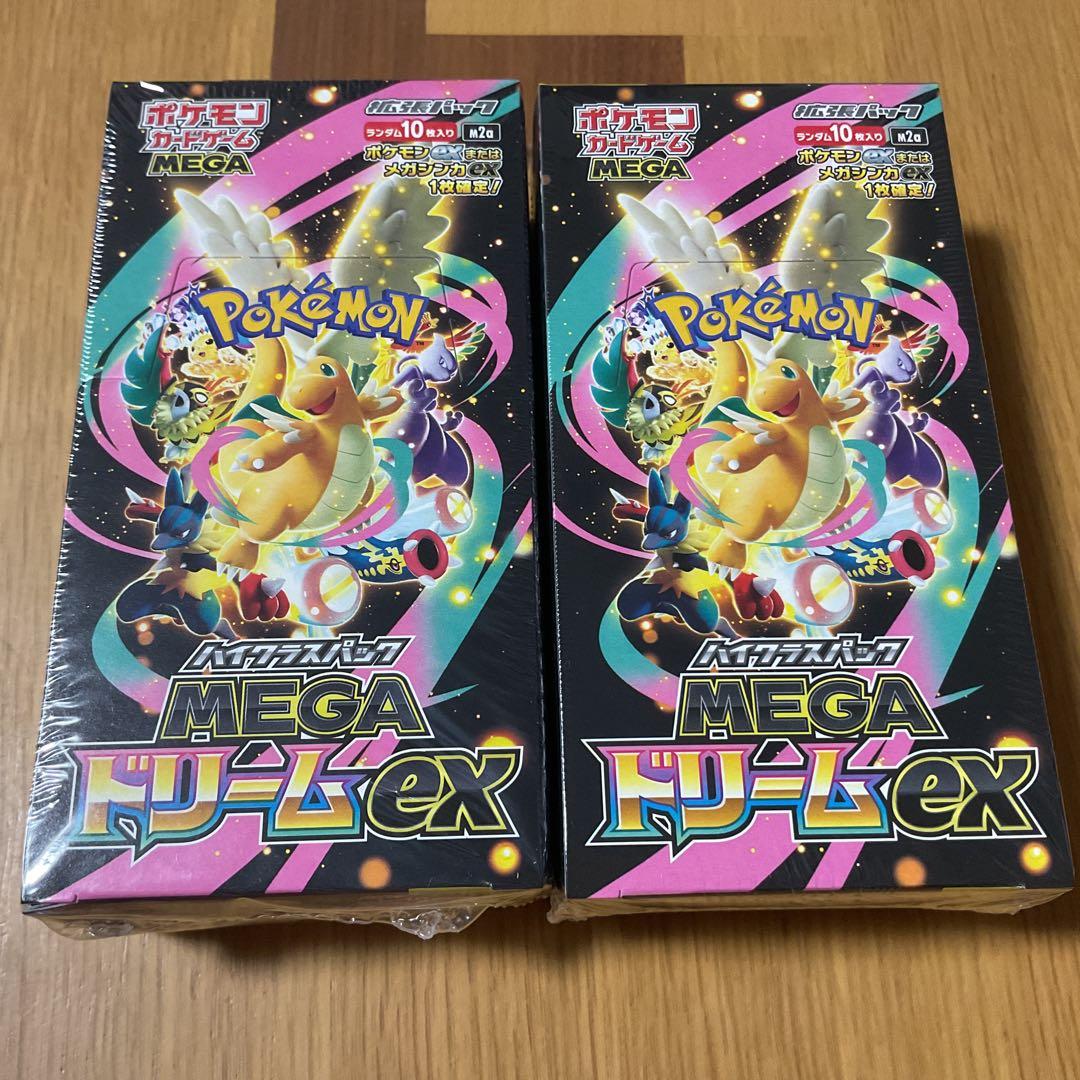 ポケモン
カードゲーム
MEGA
拡張パック
ランダム10枚入り M2a
ポケモンexまたは
メガシンカex
1枚確定!
POKéMON
TM
ハイクラスパック
MEGA
ドリームex
ポケモン
カードゲーム
MEGA
拡張パック
ランダム10枚入り M2a
ポケモンexまたは
メガシンカex
1枚確定!
POKéMON
TM
ハイクラスパック
MEGA
ドリームex